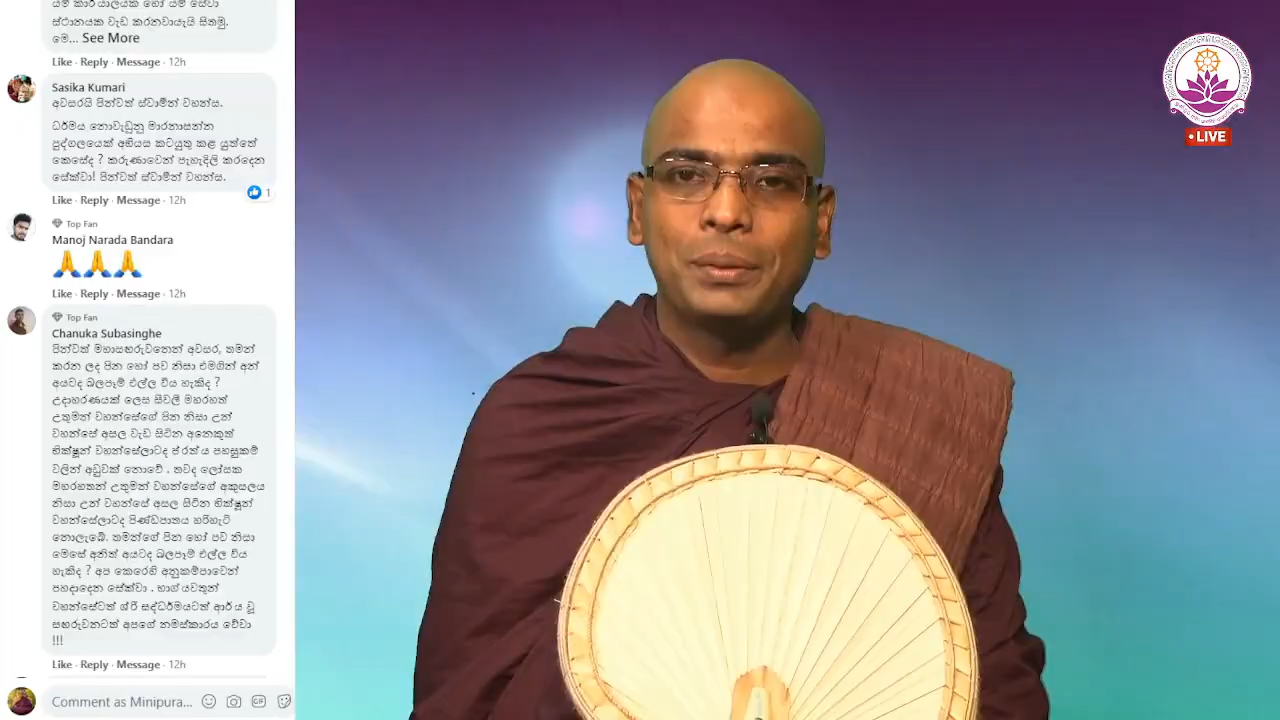 යම් කාර්යාලයක හෝ යම් සේවා
ස්ථානයක වැඩ කරනවායැයි සිතමු.
මෙ... See More
Like · Reply · Message · 12h
Sasika Kumari
අවසරයි පින්වත් ස්වාමීන් වහන්ස.
ධර්මය නොවැඩුනු මාරනාසන්න
පුද්ගලයෙක් අභියස කටයුතු කළ යුත්තේ
කෙසේද ? කරුණාවෙන් පැහැදිලි කරදෙන
සේක්වා! පින්වත් ස්වාමීන් වහන්ස.
1
Like · Reply · Message · 12h
Top Fan
Manoj Narada Bandara
🙏🙏🙏
Like · Reply · Message · 12h
Top Fan
Chanuka Subasinghe
පින්වත් මහාසඟරුවනෙන් අවසර, තමන්
කරන ලද පින හෝ පව නිසා එමගින් අන්
අයටද බලපෑම් එල්ල විය හැකිද ?
උදාහරණයක් ලෙස සීවලී මහරහත්
උතුමන් වහන්සේගේ පින නිසා උන්
වහන්සේ අසල වැඩ සිටින අනෙකුත්
භික්ෂූන් වහන්සේලාටද ප්‍රත්‍ය පහසුකම්
වලින් අඩුවක් නොවේ . තවද ලෝසක
මහරහතන් උතුමන් වහන්සේගේ අකුසලය
නිසා උන් වහන්සේ අසල සිටින භික්ෂූන්
වහන්සේලාටද පිණ්ඩපාතය හරිහැටි
නොලැබේ. තමන්ගේ පින හෝ පව නිසා
මෙසේ අනිත් අයටද බලපෑම් එල්ල විය
හැකිද ? අප කෙරෙහි අනුකම්පාවෙන්
පහදාදෙන සේක්වා . භාග්‍යවතුන්
වහන්සේටත් ශ්‍රී සද්ධර්මයටත් ආර්ය වූ
සඟරුවනටත් අපගේ නමස්කාරය වේවා
!!!
Like · Reply · Message · 12h
Comment as Minipura...
GIF
LIVE